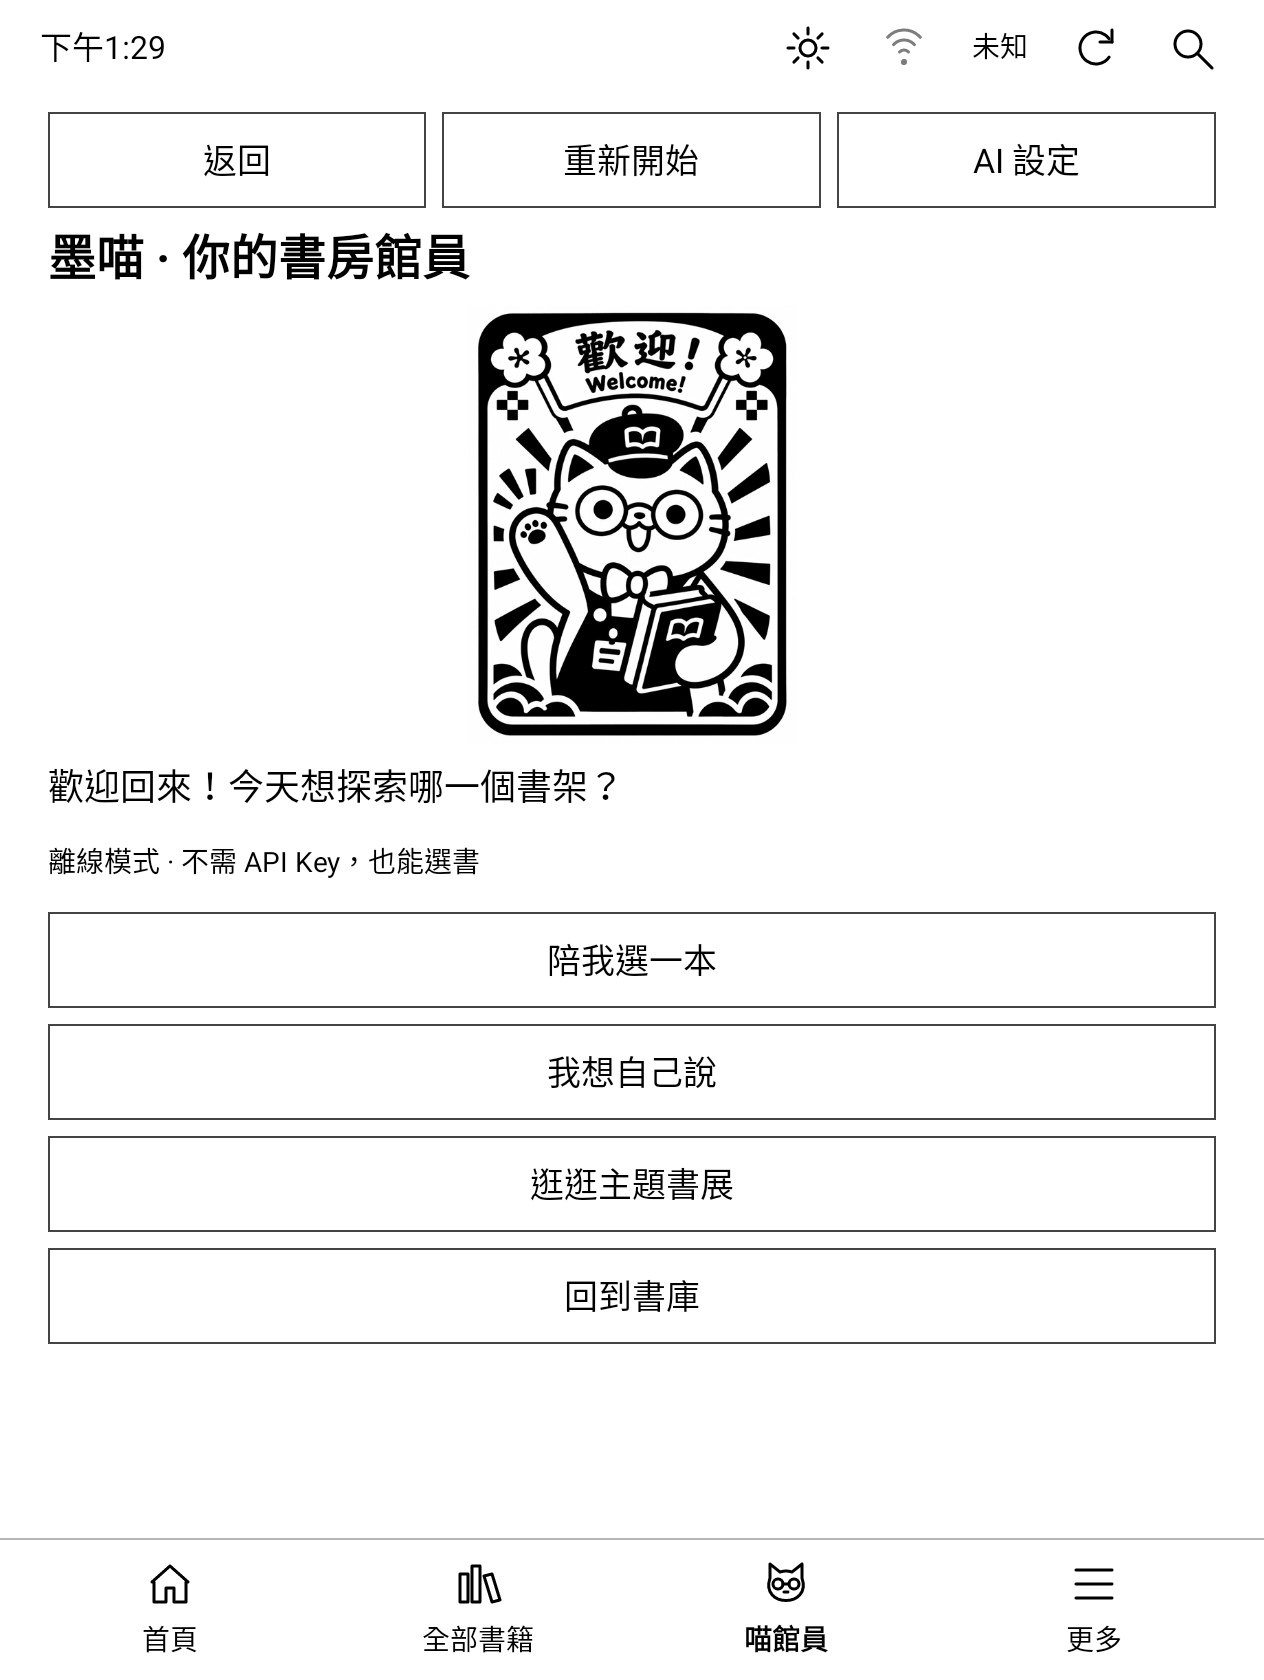 下午1:29 未知
返回 重新開始 AI 設定
墨喵 · 你的書房館員
歡迎!
Welcome!
歡迎回來！今天想探索哪一個書架？
離線模式 · 不需 API Key，也能選書
陪我選一本
我想自己說
逛逛主題書展
回到書庫
首頁 全部書籍 喵館員 更多